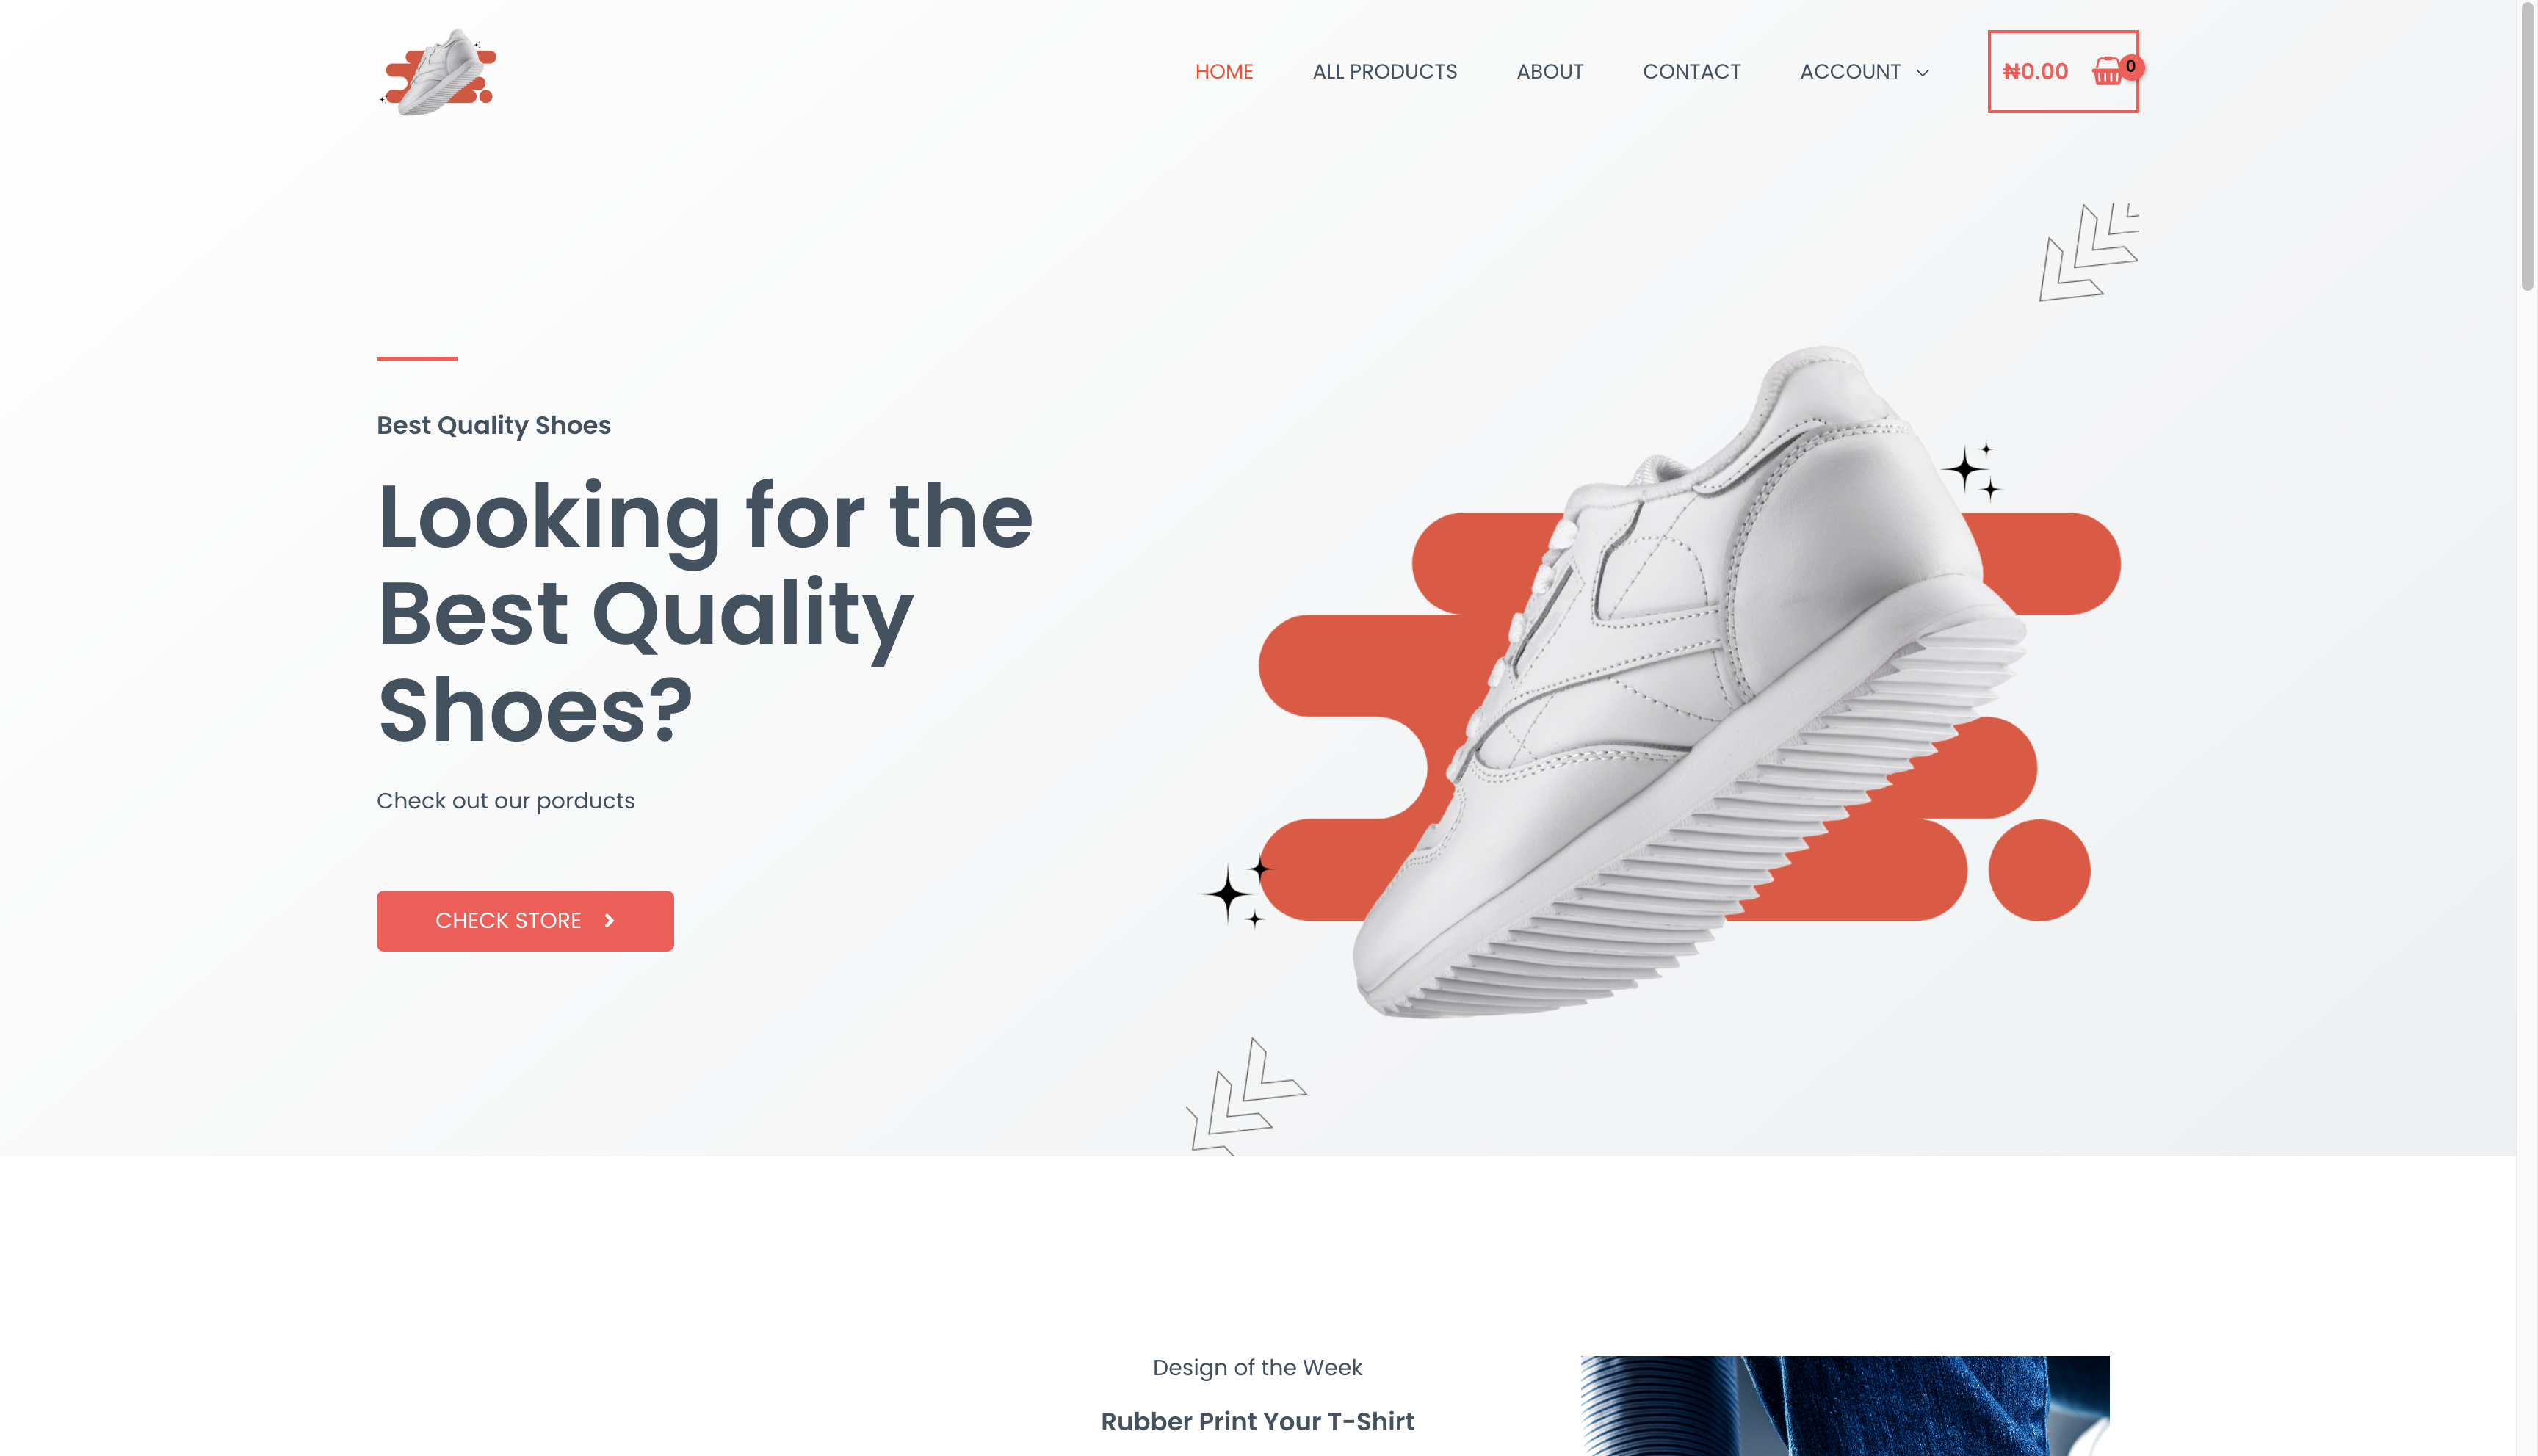 HOME
ALL PRODUCTS
ABOUT
CONTACT
ACCOUNT
₦0.00
0
Best Quality Shoes
Looking for the
Best Quality
Shoes?
Check out our porducts
CHECK STORE
Design of the Week
Rubber Print Your T-Shirt